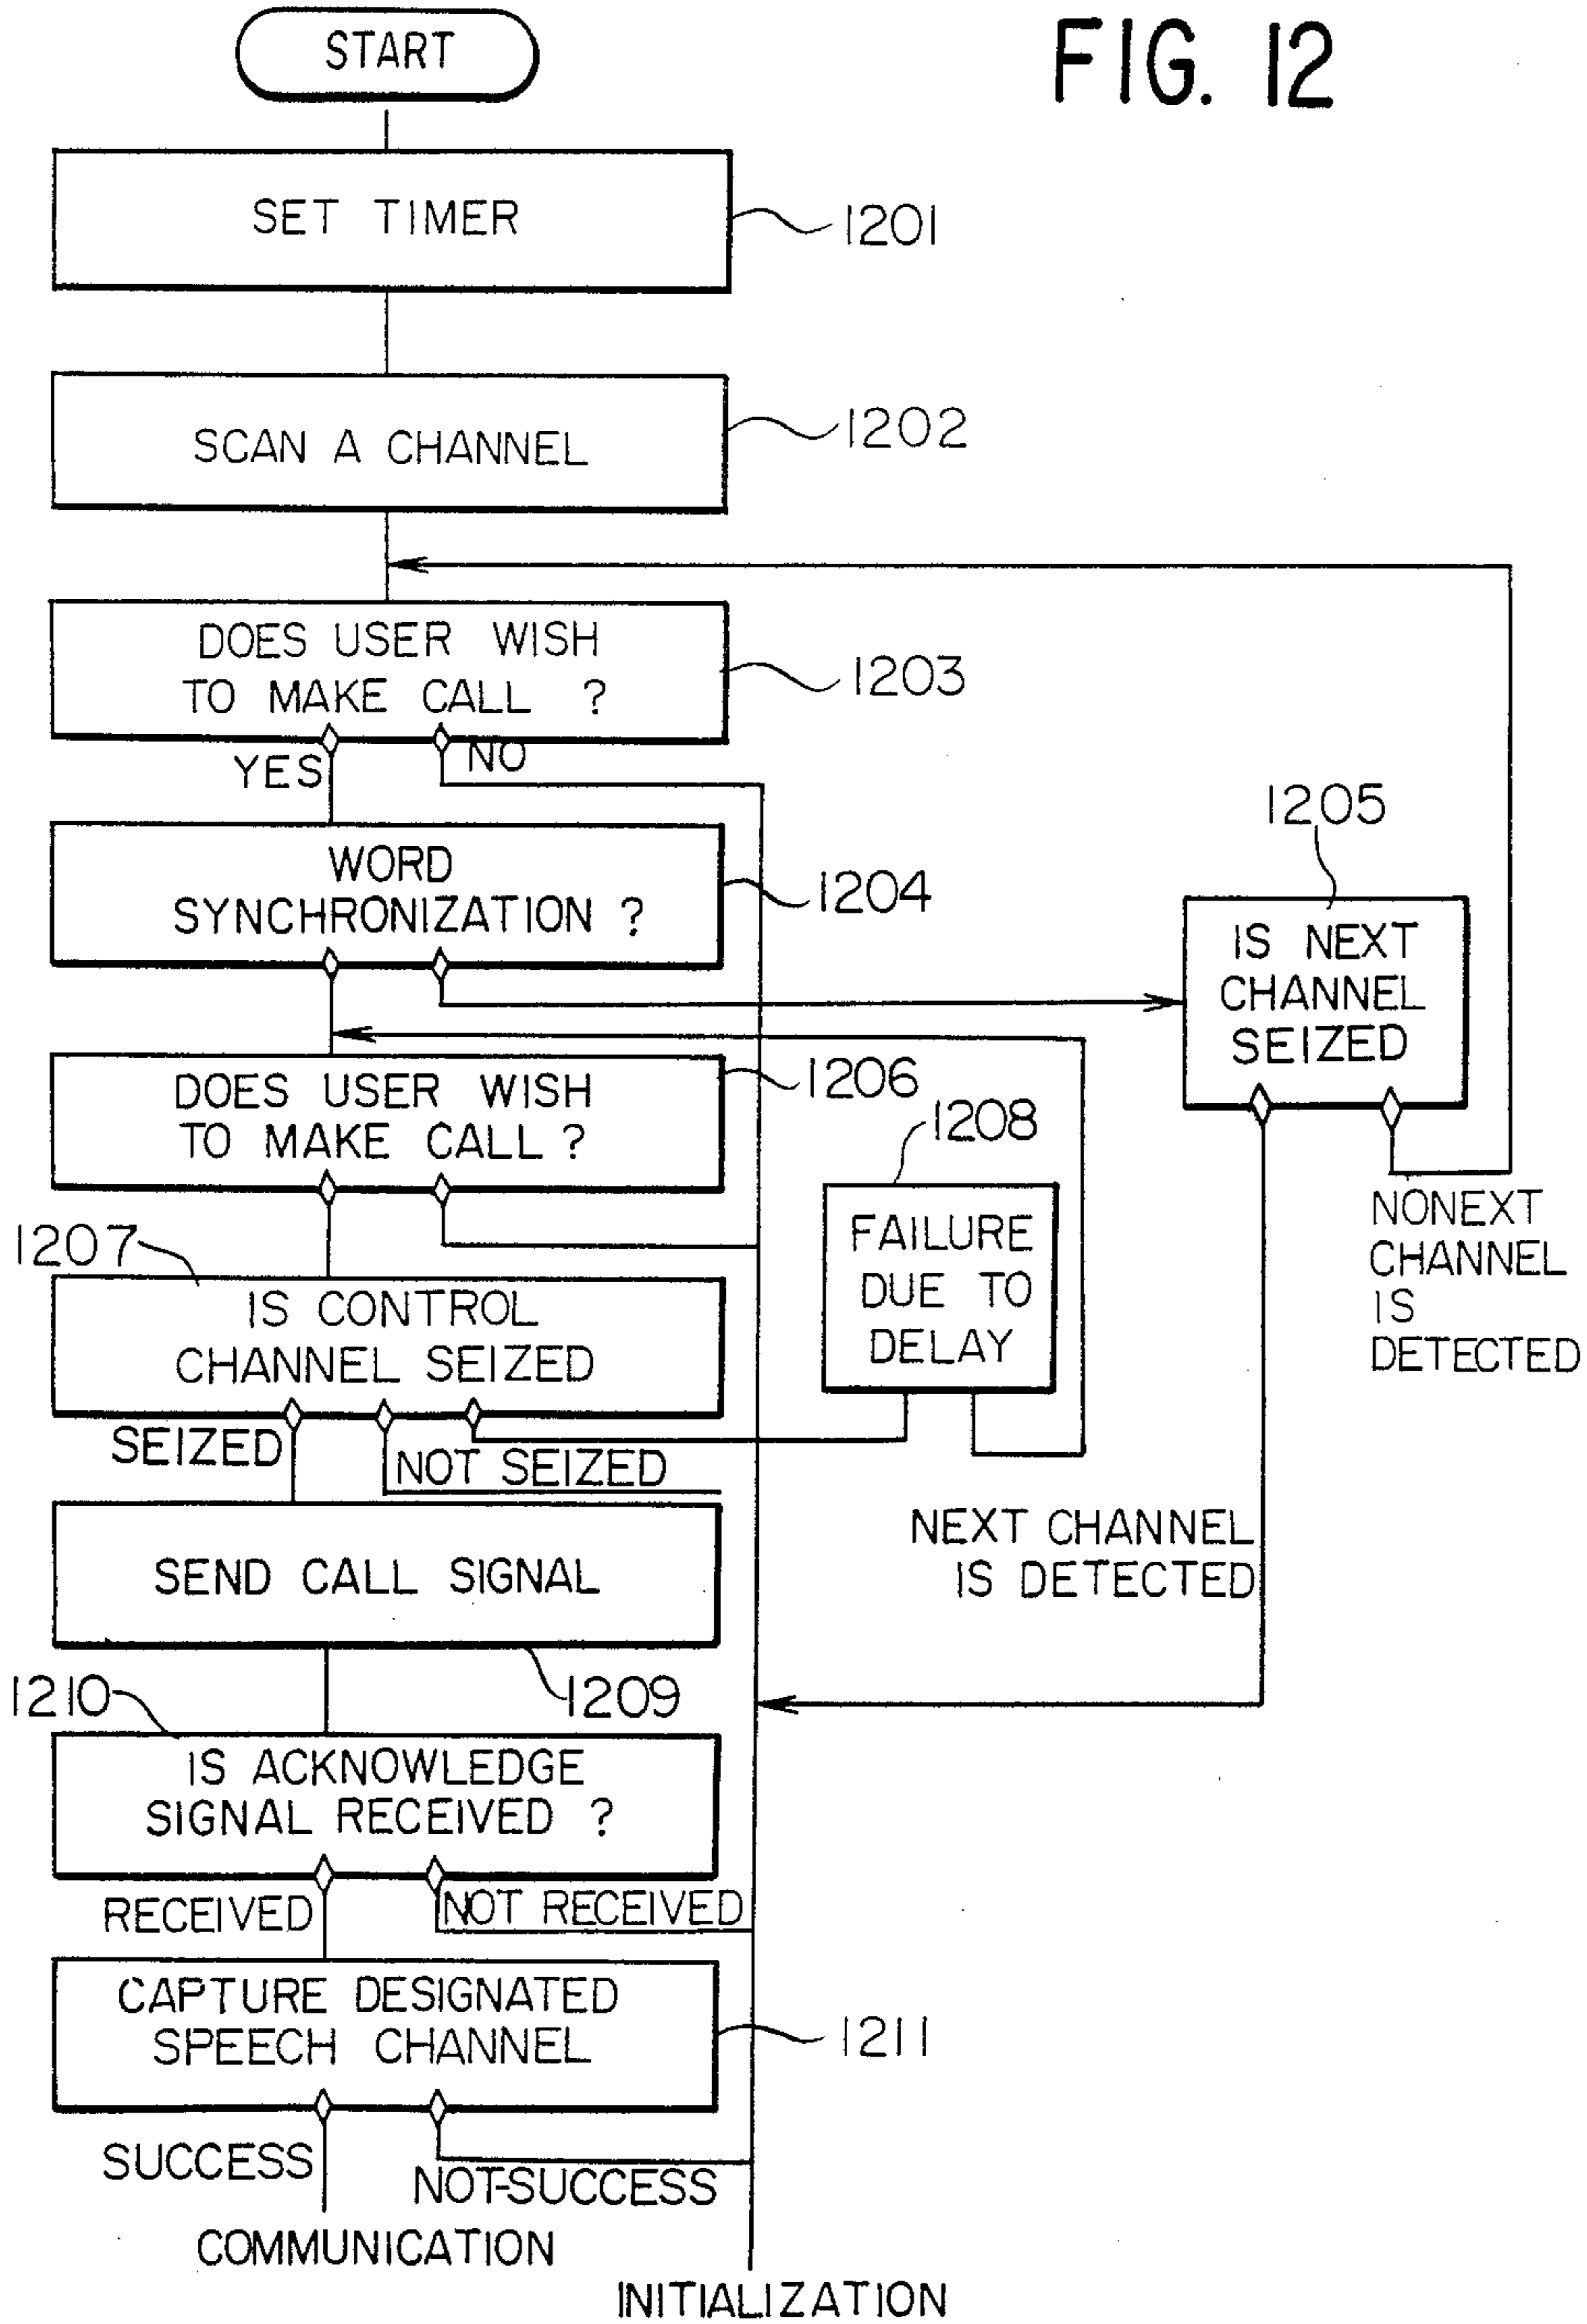 FIG. 12
START
SET TIMER
1201
SCAN A CHANNEL
1202
DOES USER WISH
TO MAKE CALL ?
1203
YES
NO
WORD
SYNCHRONIZATION ?
1204
1205
IS NEXT
CHANNEL
SEIZED
DOES USER WISH
TO MAKE CALL ?
1206
1208
FAILURE
DUE TO
DELAY
NONEXT
CHANNEL
IS
DETECTED
1207
IS CONTROL
CHANNEL SEIZED
SEIZED
NOT SEIZED
NEXT CHANNEL
IS DETECTED
SEND CALL SIGNAL
1209
1210
IS ACKNOWLEDGE
SIGNAL RECEIVED ?
RECEIVED
NOT RECEIVED
CAPTURE DESIGNATED
SPEECH CHANNEL
1211
SUCCESS
NOT-SUCCESS
COMMUNICATION
INITIALIZATION